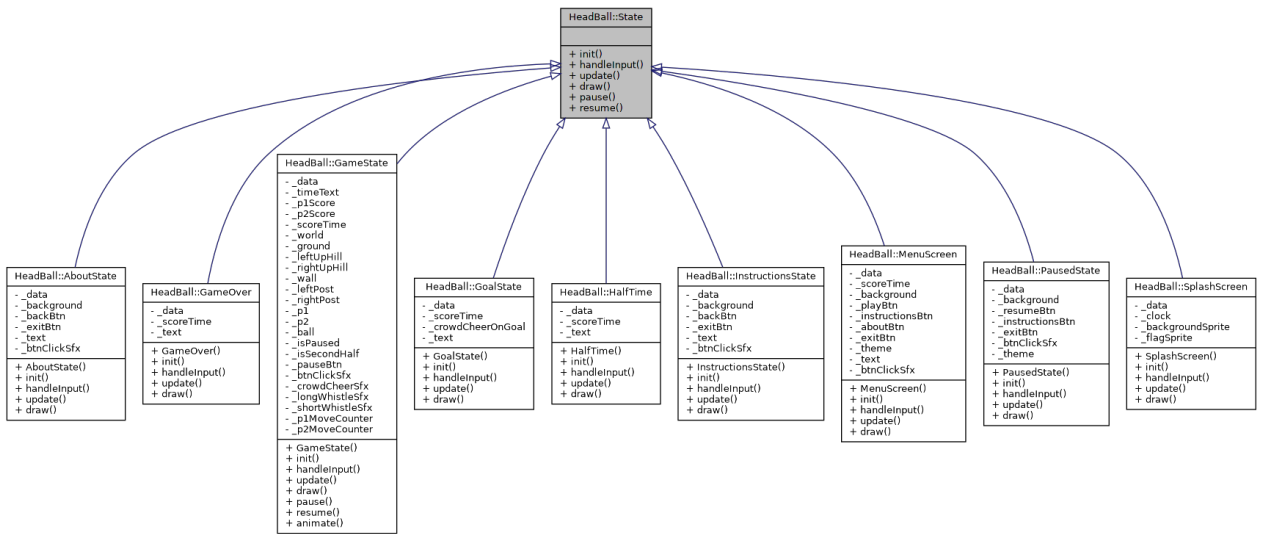 HeadBall::State
+ init()
+ handleInput()
+ update()
+ draw()
+ pause()
+ resume()
HeadBall::AboutState
- _data
- _background
- _backBtn
- _exitBtn
- _text
- _btnClickSfx
+ AboutState()
+ init()
+ handleInput()
+ update()
+ draw()
HeadBall::GameOver
- _data
- _scoreTime
- _text
+ GameOver()
+ init()
+ handleInput()
+ update()
+ draw()
HeadBall::GameState
- _data
- _timeText
- _p1Score
- _p2Score
- _scoreTime
- _world
- _ground
- _leftUpHill
- _rightUpHill
- _wall
- _leftPost
- _rightPost
- _p1
- _p2
- _ball
- _isPaused
- _isSecondHalf
- _pauseBtn
- _btnClickSfx
- _crowdCheerSfx
- _longWhistleSfx
- _shortWhistleSfx
- _p1MoveCounter
- _p2MoveCounter
+ GameState()
+ init()
+ handleInput()
+ update()
+ draw()
+ pause()
+ resume()
+ animate()
HeadBall::GoalState
- _data
- _scoreTime
- _crowdCheerOnGoal
- _text
+ GoalState()
+ init()
+ handleInput()
+ update()
+ draw()
HeadBall::HalfTime
- _data
- _scoreTime
- _text
+ HalfTime()
+ init()
+ handleInput()
+ update()
+ draw()
HeadBall::InstructionsState
- _data
- _background
- _backBtn
- _exitBtn
- _text
- _btnClickSfx
+ InstructionsState()
+ init()
+ handleInput()
+ update()
+ draw()
HeadBall::MenuScreen
- _data
- _scoreTime
- _background
- _playBtn
- _instructionsBtn
- _aboutBtn
- _exitBtn
- _theme
- _text
- _btnClickSfx
+ MenuScreen()
+ init()
+ handleInput()
+ update()
+ draw()
HeadBall::PausedState
- _data
- _background
- _resumeBtn
- _instructionsBtn
- _exitBtn
- _btnClickSfx
- _theme
+ PausedState()
+ init()
+ handleInput()
+ update()
+ draw()
HeadBall::SplashScreen
- _data
- _clock
- _backgroundSprite
- _flagSprite
+ SplashScreen()
+ init()
+ handleInput()
+ update()
+ draw()